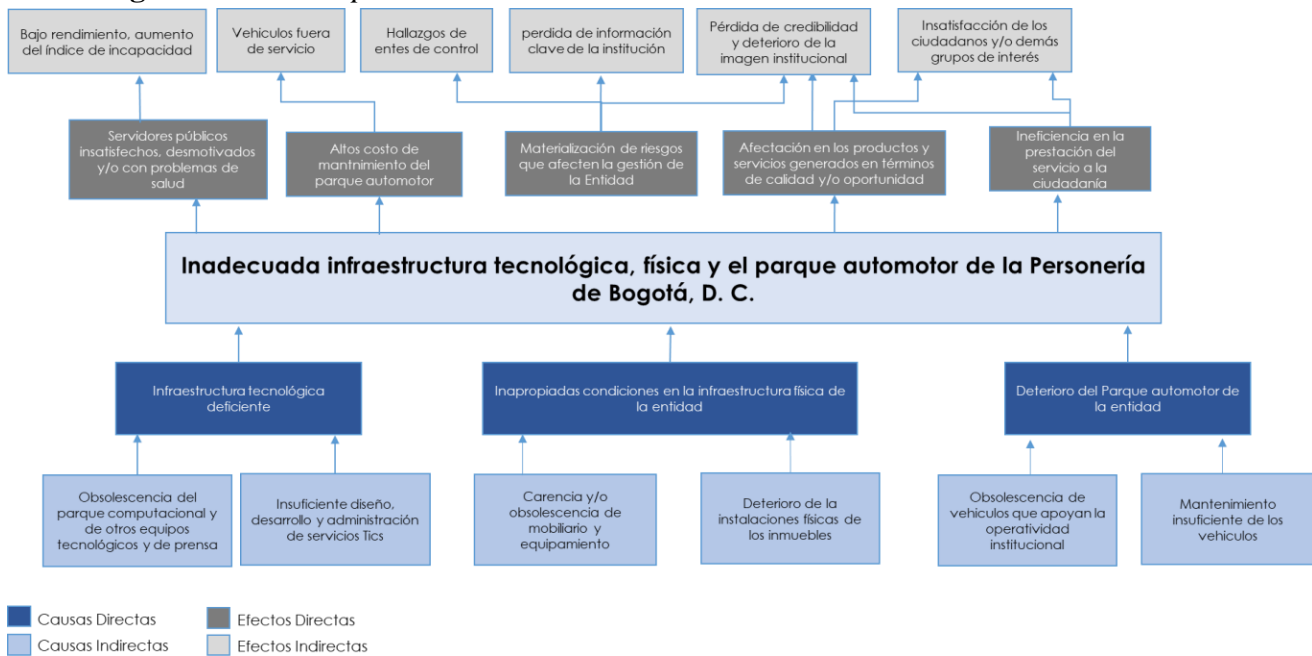 Bajo rendimiento, aumento
del índice de incapacidad
Vehiculos fuera
de servicio
Hallazgos de
entes de control
perdida de información
clave de la institución
Pérdida de credibilidad
y deterioro de la
imagen institucional
Insatisfacción de los
ciudadanos y/o demás
grupos de interés
Servidores públicos
insatisfechos, desmotivados
y/o con problemas de
salud
Altos costo de
mantnimiento del
parque automotor
Materialización de riesgos
que afecten la gestión de
la Entidad
Afectación en los productos y
servicios generados en términos
de calidad y/o oportunidad
Ineficiencia en la
prestación del
servicio a la
ciudadanía
Inadecuada infraestructura tecnológica, física y el parque automotor de la Personería
de Bogotá, D. C.
Infraestructura tecnológica
deficiente
Inapropiadas condiciones en la infraestructura física de
la entidad
Deterioro del Parque automotor de
la entidad
Obsolescencia del
parque computacional y
de otros equipos
tecnológicos y de prensa
Insuficiente diseño,
desarrollo y administración
de servicios Tics
Carencia y/o
obsolescencia de
mobiliario y
equipamiento
Deterioro de la
instalaciones físicas de
los inmuebles
Obsolescencia de
vehiculos que apoyan la
operatividad
institucional
Mantenimiento
insuficiente de los
vehiculos
Causas Directas
Efectos Directas
Causas Indirectas
Efectos Indirectas